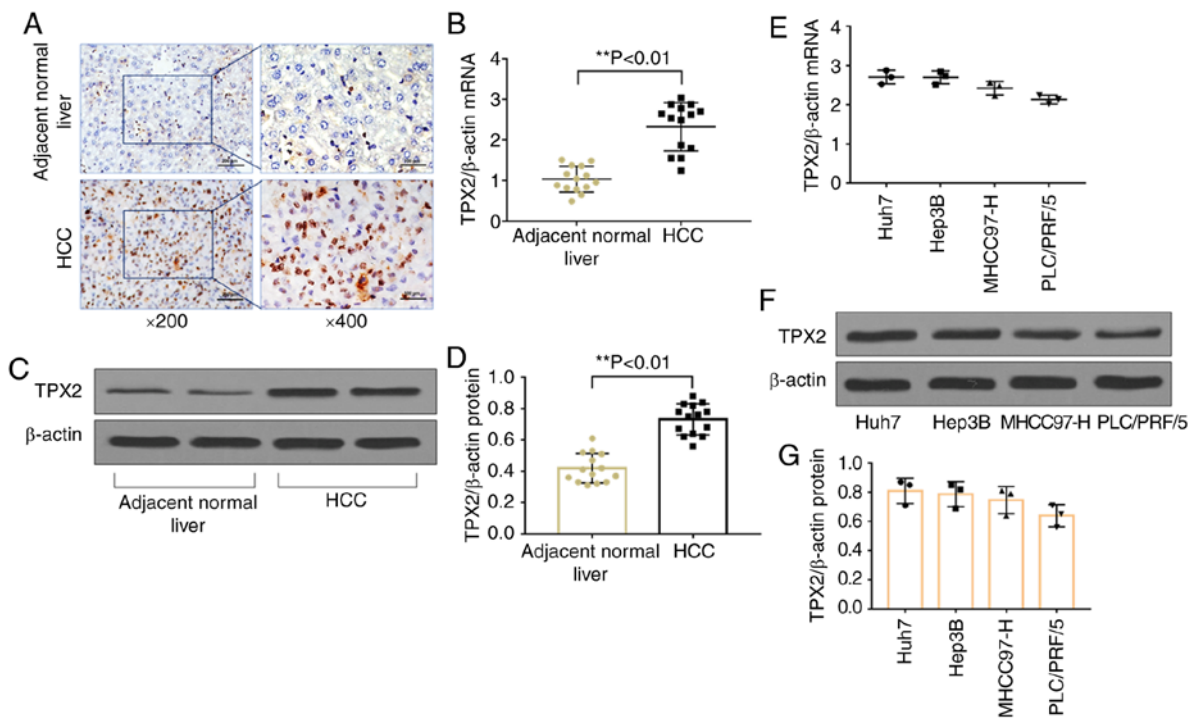 A
Adjacent normal
liver
HCC
×200
×400
B
TPX2/β-actin mRNA
4
3
2
1
0
**P<0.01
Adjacent normal
liver
HCC
C
TPX2
β-actin
Adjacent normal
liver
HCC
D
TPX2/β-actin protein
1.0
0.8
0.6
0.4
0.2
0.0
**P<0.01
Adjacent normal
liver
HCC
E
TPX2/β-actin mRNA
4
3
2
1
0
Huh7
Hep3B
MHCC97-H
PLC/PRF/5
F
TPX2
β-actin
Huh7
Hep3B
MHCC97-H
PLC/PRF/5
G
TPX2/β-actin protein
1.0
0.8
0.6
0.4
0.2
0.0
Huh7
Hep3B
MHCC97-H
PLC/PRF/5